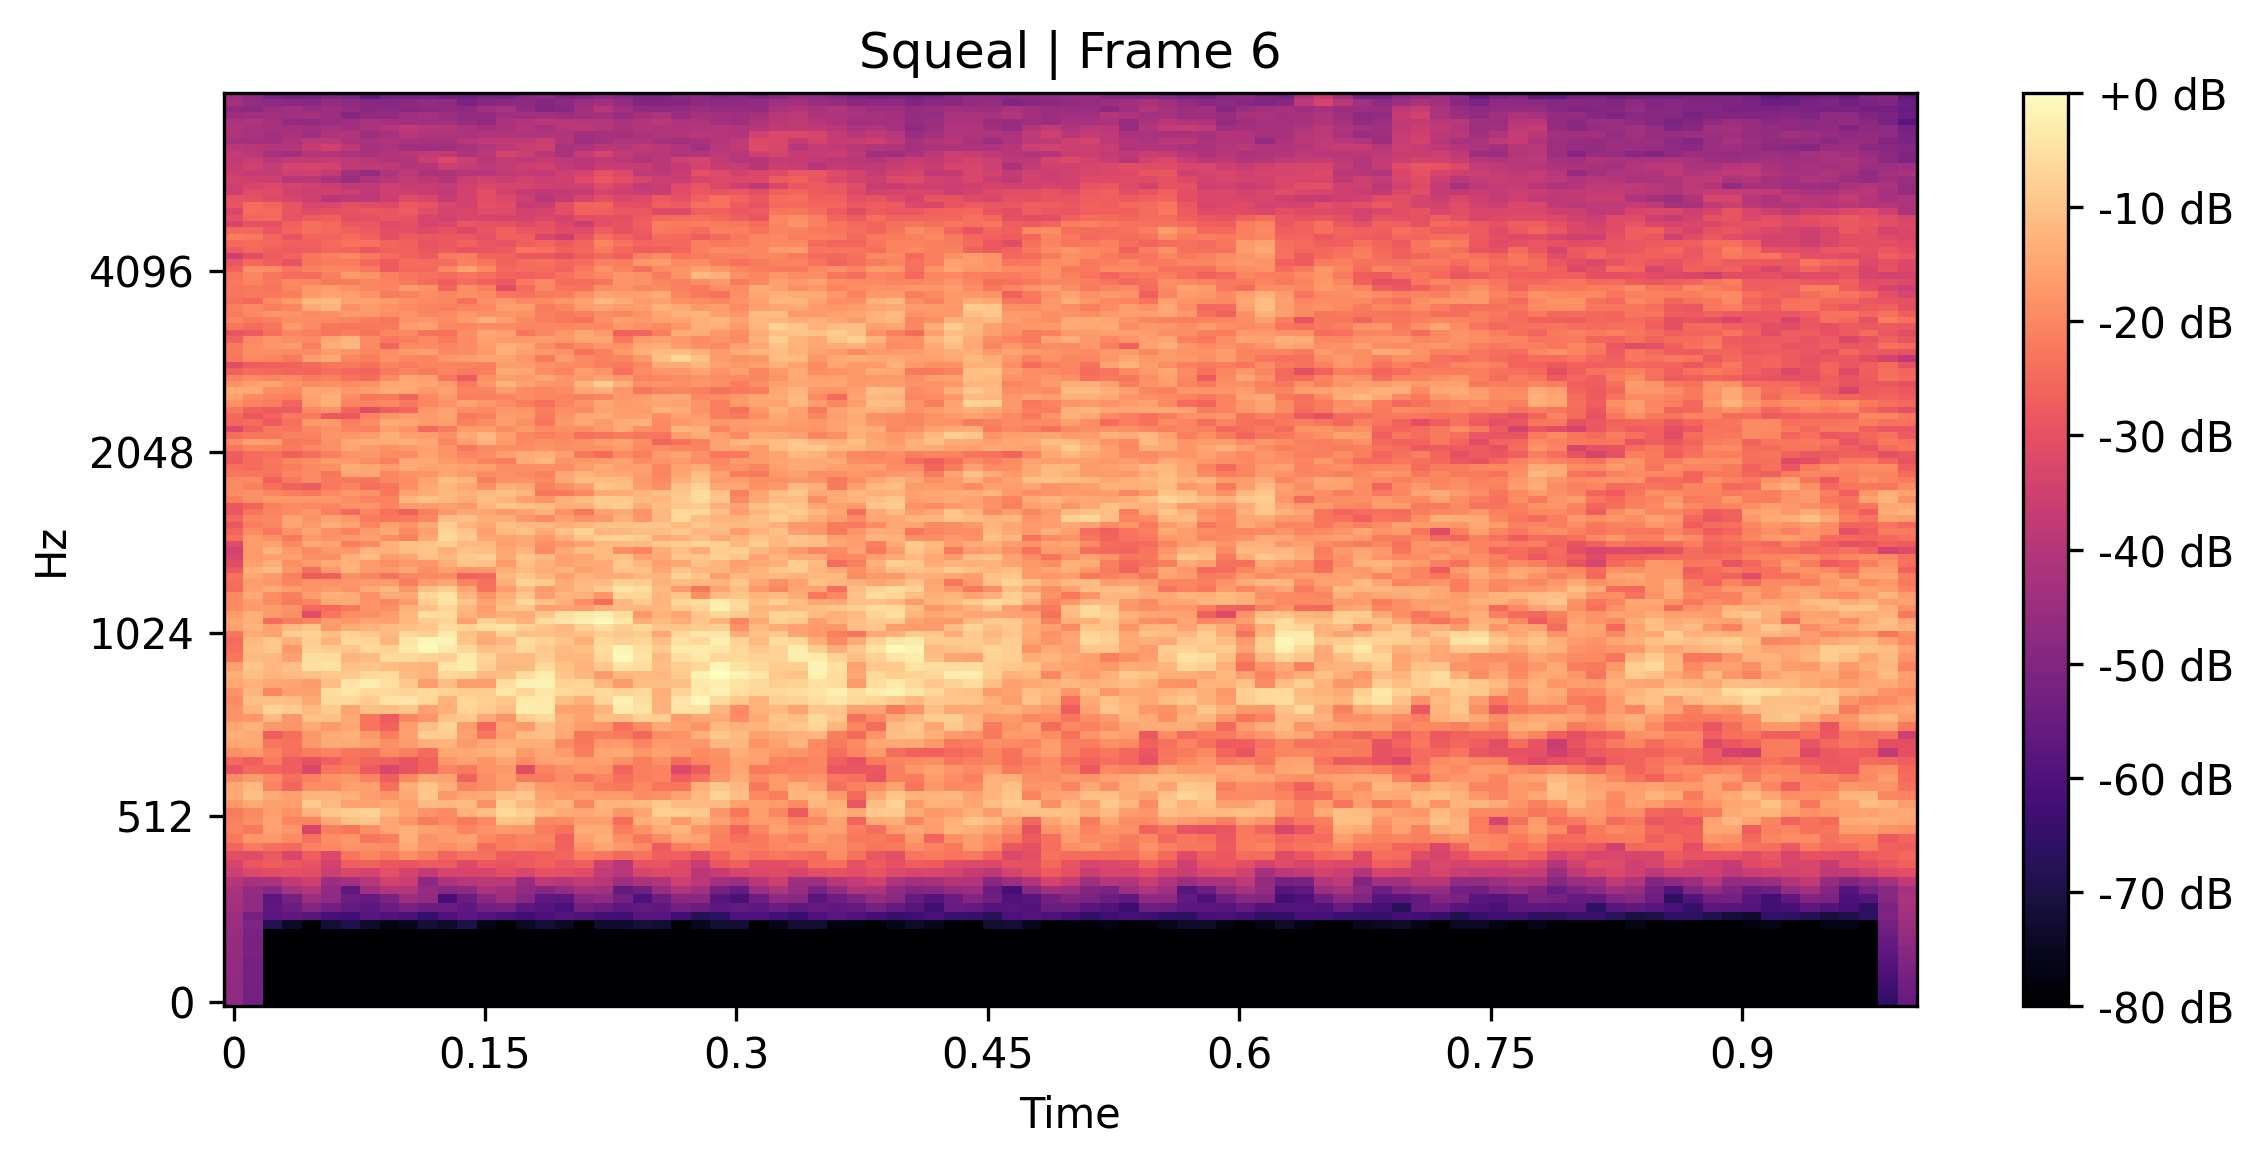 Squeal | Frame 6
+0 dB
-10 dB
-20 dB
-30 dB
-40 dB
-50 dB
-60 dB
-70 dB
-80 dB
Hz
4096
2048
1024
512
0
0 0.15 0.3 0.45 0.6 0.75 0.9
Time